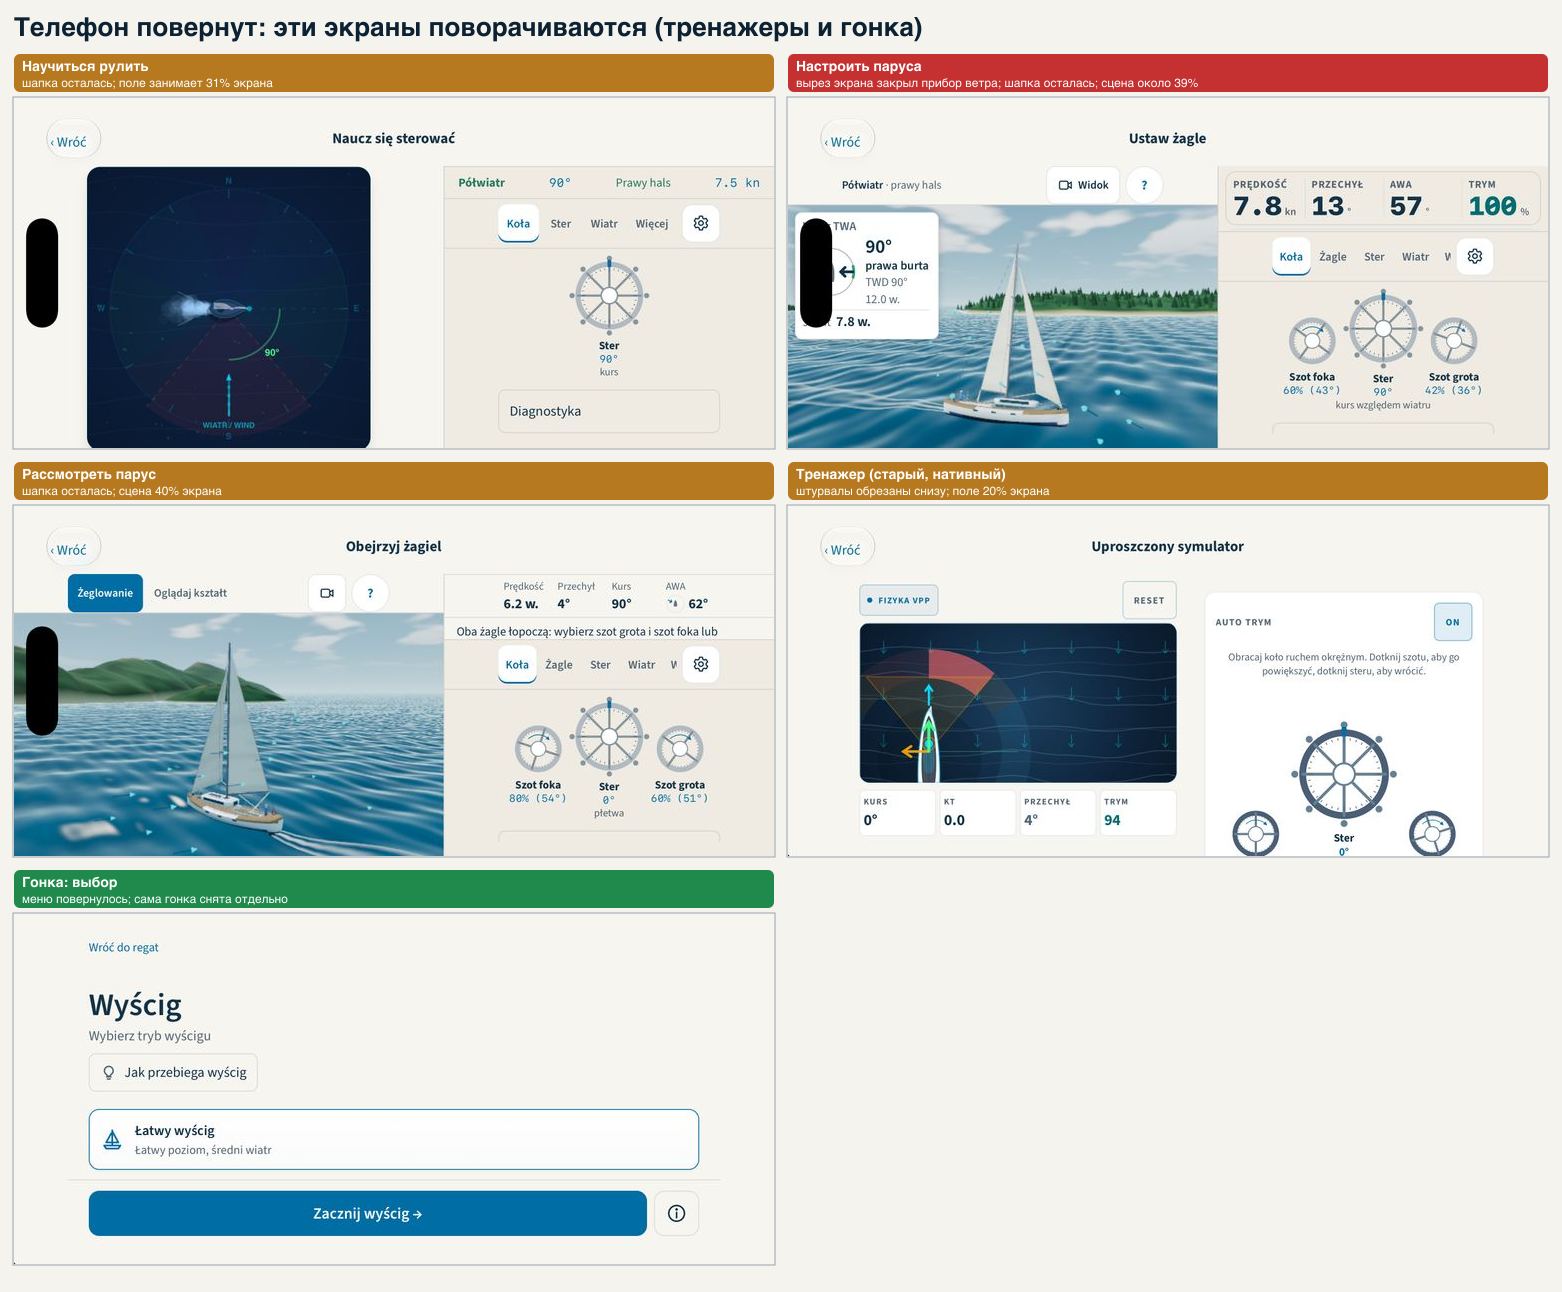 Телефон повернут: эти экраны поворачиваются (тренажеры и гонка)
Научиться рулить
шапка осталась; поле занимает 31% экрана
‹ Wróć
Naucz się sterować
N
W
E
90°
WIATR / WIND
S
Półwiatr 90° Prawy hals 7.5 kn
Koła Ster Wiatr Więcej
Ster
90°
kurs
Diagnostyka
Настроить паруса
вырез экрана закрыл прибор ветра; шапка осталась; сцена около 39%
‹ Wróć
Ustaw żagle
Półwiatr · prawy hals
Widok
?
TWA
90°
prawa burta
TWD 90°
12.0 w.
7.8 w.
PRĘDKOŚĆ PRZECHYŁ AWA TRYM
7.8 kn 13 ° 57 ° 100 %
Koła Żagle Ster Wiatr
Szot foka Ster Szot grota
60% (43°) 90° 42% (36°)
kurs względem wiatru
Рассмотреть парус
шапка осталась; сцена 40% экрана
‹ Wróć
Obejrzyj żagiel
Żeglowanie Oglądaj kształt
?
Prędkość Przechył Kurs AWA
6.2 w. 4° 90° 62°
Oba żagle łopoczą: wybierz szot grota i szot foka lub
Koła Żagle Ster Wiatr
Szot foka Ster Szot grota
80% (54°) 0° 60% (51°)
płetwa
Тренажер (старый, нативный)
штурвалы обрезаны снизу; поле 20% экрана
‹ Wróć
Uproszczony symulator
FIZYKA VPP
RESET
KURS KT PRZECHYŁ TRYM
0° 0.0 4° 94
AUTO TRYM
ON
Obracaj koło ruchem okrężnym. Dotknij szotu, aby go
powiększyć, dotknij steru, aby wrócić.
Ster
0°
Гонка: выбор
меню повернулось; сама гонка снята отдельно
Wróć do regat
Wyścig
Wybierz tryb wyścigu
Jak przebiega wyścig
Łatwy wyścig
Łatwy poziom, średni wiatr
Zacznij wyścig →